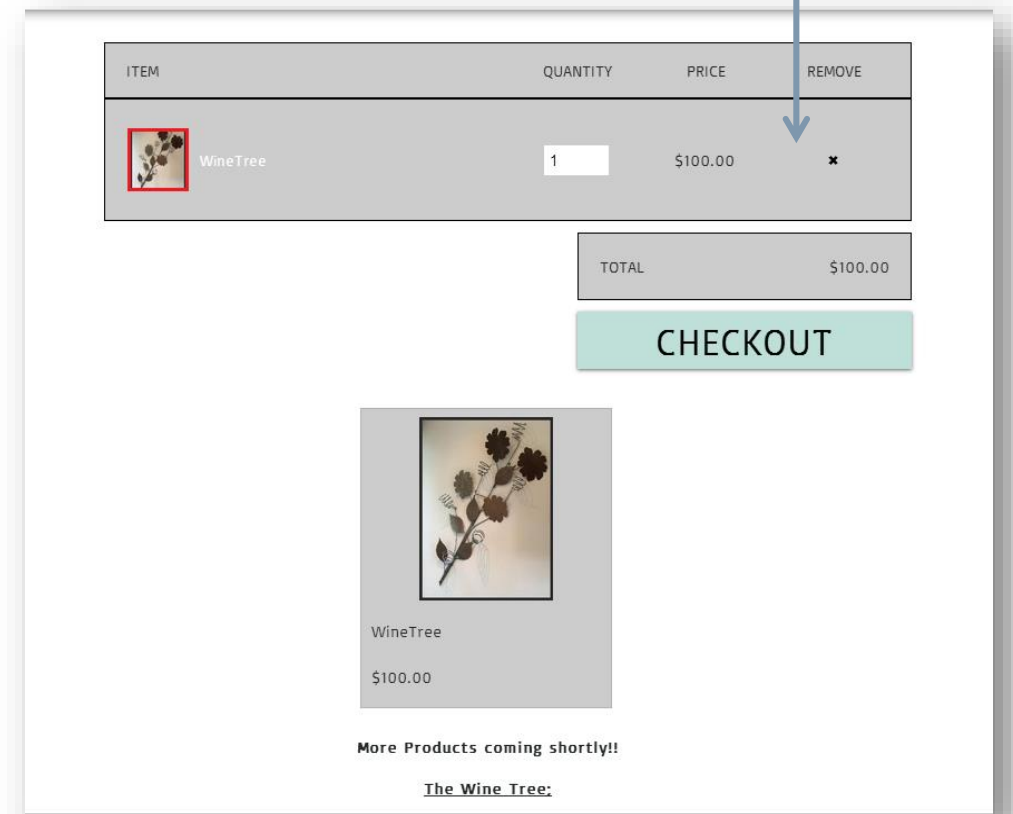 ITEM QUANTITY PRICE REMOVE
WineTree 1 $100.00 ✖
TOTAL $100.00
CHECKOUT
WineTree
$100.00
More Products coming shortly!!
The Wine Tree: